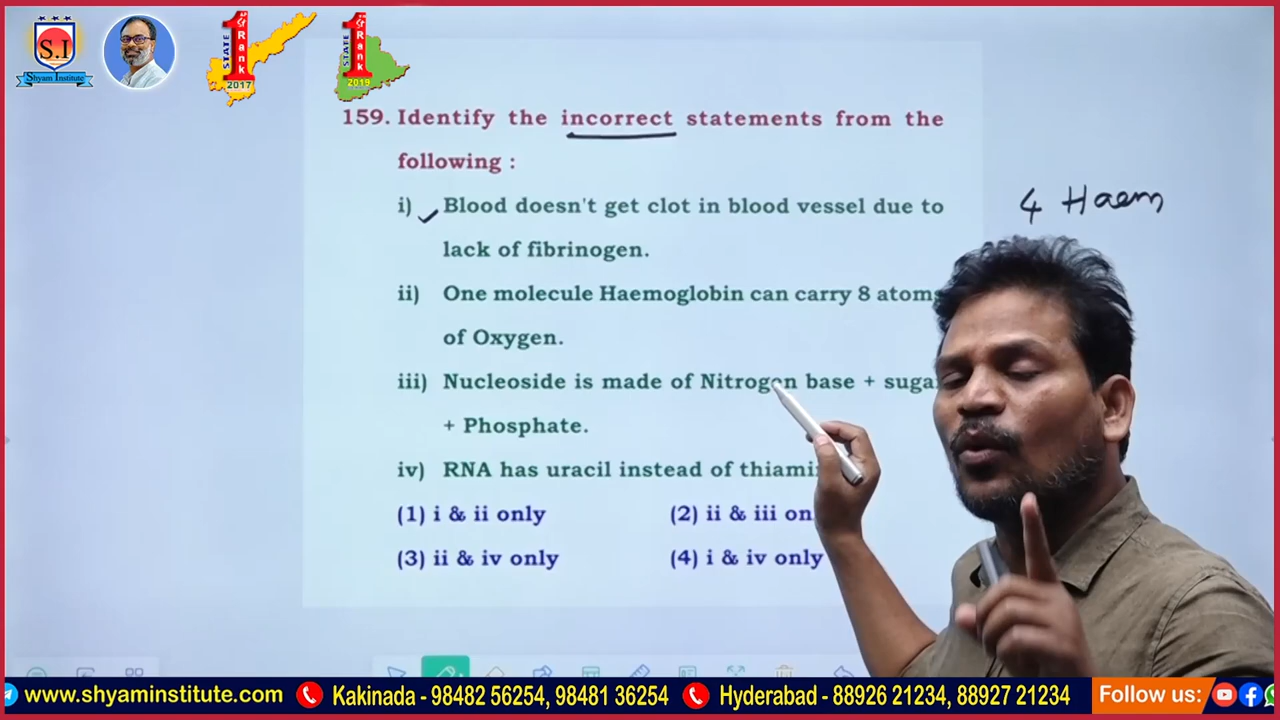 S.I
Shyam Institute
STATE 1 Rank 2017
STATE 1 Rank 2019
159. Identify the incorrect statements from the
following :
i) Blood doesn't get clot in blood vessel due to
lack of fibrinogen.
4 Haem
ii) One molecule Haemoglobin can carry 8 atoms
of Oxygen.
iii) Nucleoside is made of Nitrogen base + suga
+ Phosphate.
iv) RNA has uracil instead of thiami
(1) i & ii only
(2) ii & iii on
(3) ii & iv only
(4) i & iv only
www.shyaminstitute.com Kakinada - 98482 56254, 98481 36254 Hyderabad - 88926 21234, 88927 21234 Follow us: